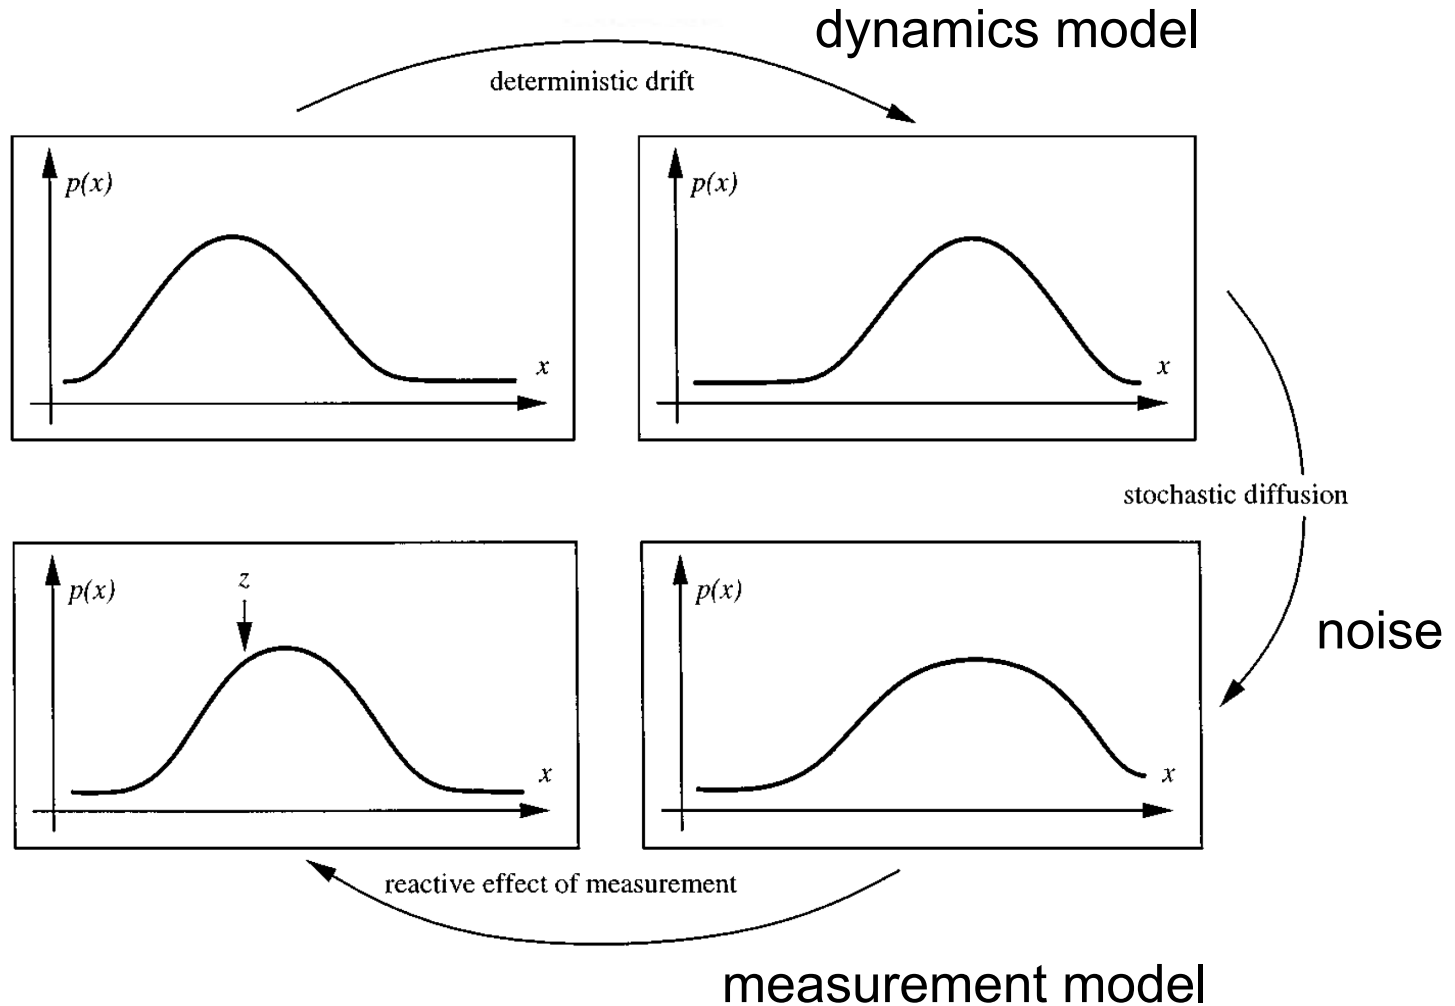 dynamics model
deterministic drift
p(x)
x
p(x)
x
stochastic diffusion
z
p(x)
x
p(x)
x
noise
reactive effect of measurement
measurement model